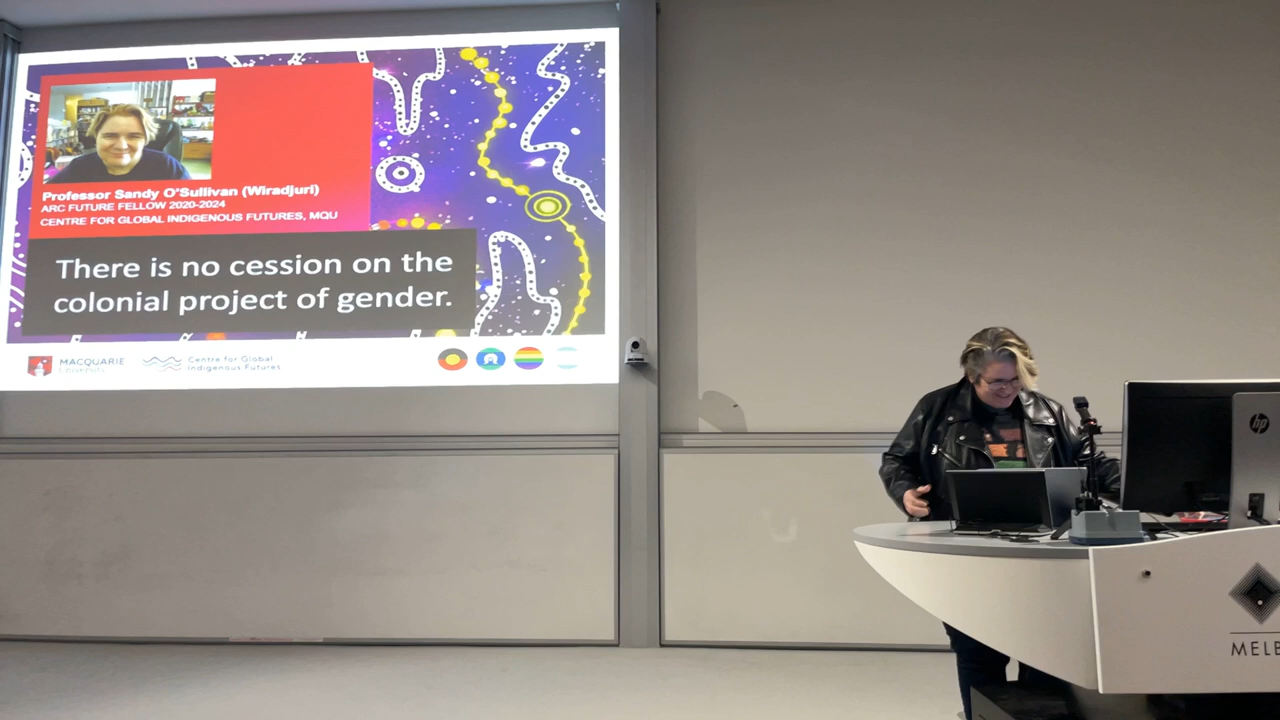 Professor Sandy O'Sullivan (Wiradjuri)
ARC FUTURE FELLOW 2020-2024
CENTRE FOR GLOBAL INDIGENOUS FUTURES, MQU
There is no cession on the
colonial project of gender.
MACQUARIE
University
Centre for Global
Indigenous Futures
hp
MELB